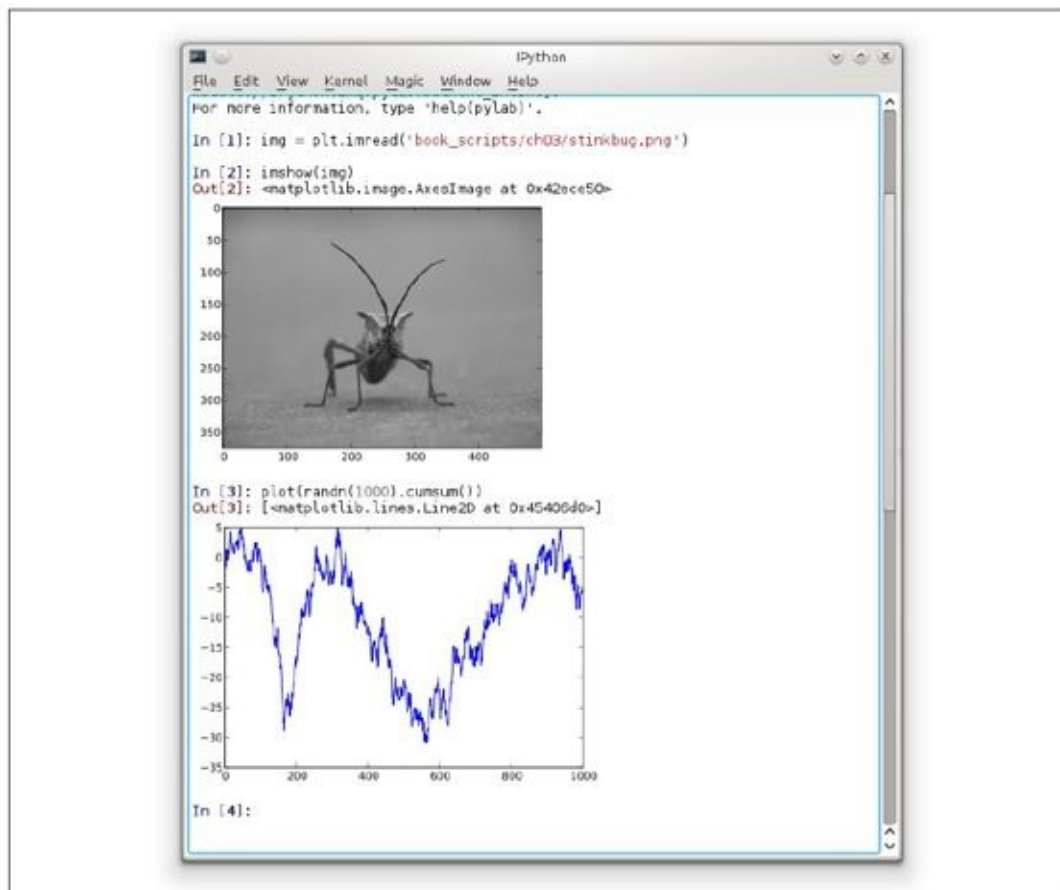 IPython
File Edit View Kernel Magic Window Help
For more information, type 'help(pylab)'.
In [1]: img = plt.imread('book_scripts/ch03/stinkbug.png')
In [2]: imshow(img)
Out[2]: <matplotlib.image.AxesImage at 0x42ece50>
0
50
100
150
200
250
300
350
0 100 200 300 400
In [3]: plot(randn(1000).cumsum())
Out[3]: [<matplotlib.lines.Line2D at 0x45406d0>]
5
0
−5
−10
−15
−20
−25
−30
−35
0 200 400 600 800 1000
In [4]: